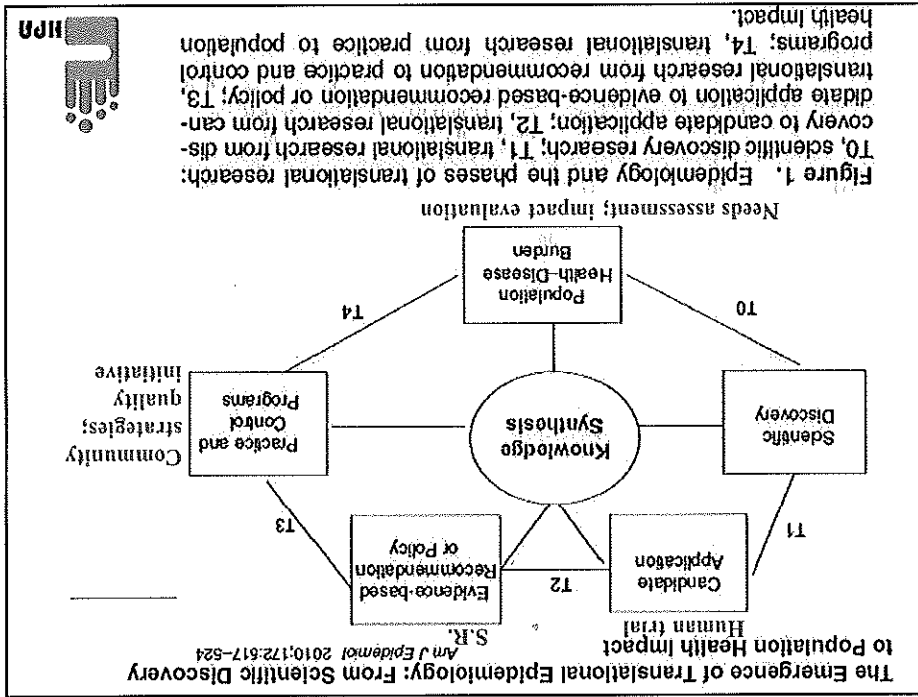 The Emergence of Translational Epidemiology: From Scientific Discovery
to Population Health Impact
Am J Epidemiol 2010;172:517–524
Human trial
S.R.
Candidate
Application
T2
Evidence-based
Recommendation
or Policy
T1
T3
Scientific
Discovery
Knowledge
Synthesis
Practice and
Control
Programs
Community
strategies;
quality
initiative
T0
T4
Population
Health–Disease
Burden
Needs assessment; impact evaluation
Figure 1. Epidemiology and the phases of translational research:
T0, scientific discovery research; T1, translational research from dis-
covery to candidate application; T2, translational research from can-
didate application to evidence-based recommendation or policy; T3,
translational research from recommendation to practice and control
programs; T4, translational research from practice to population
health impact.
HPA